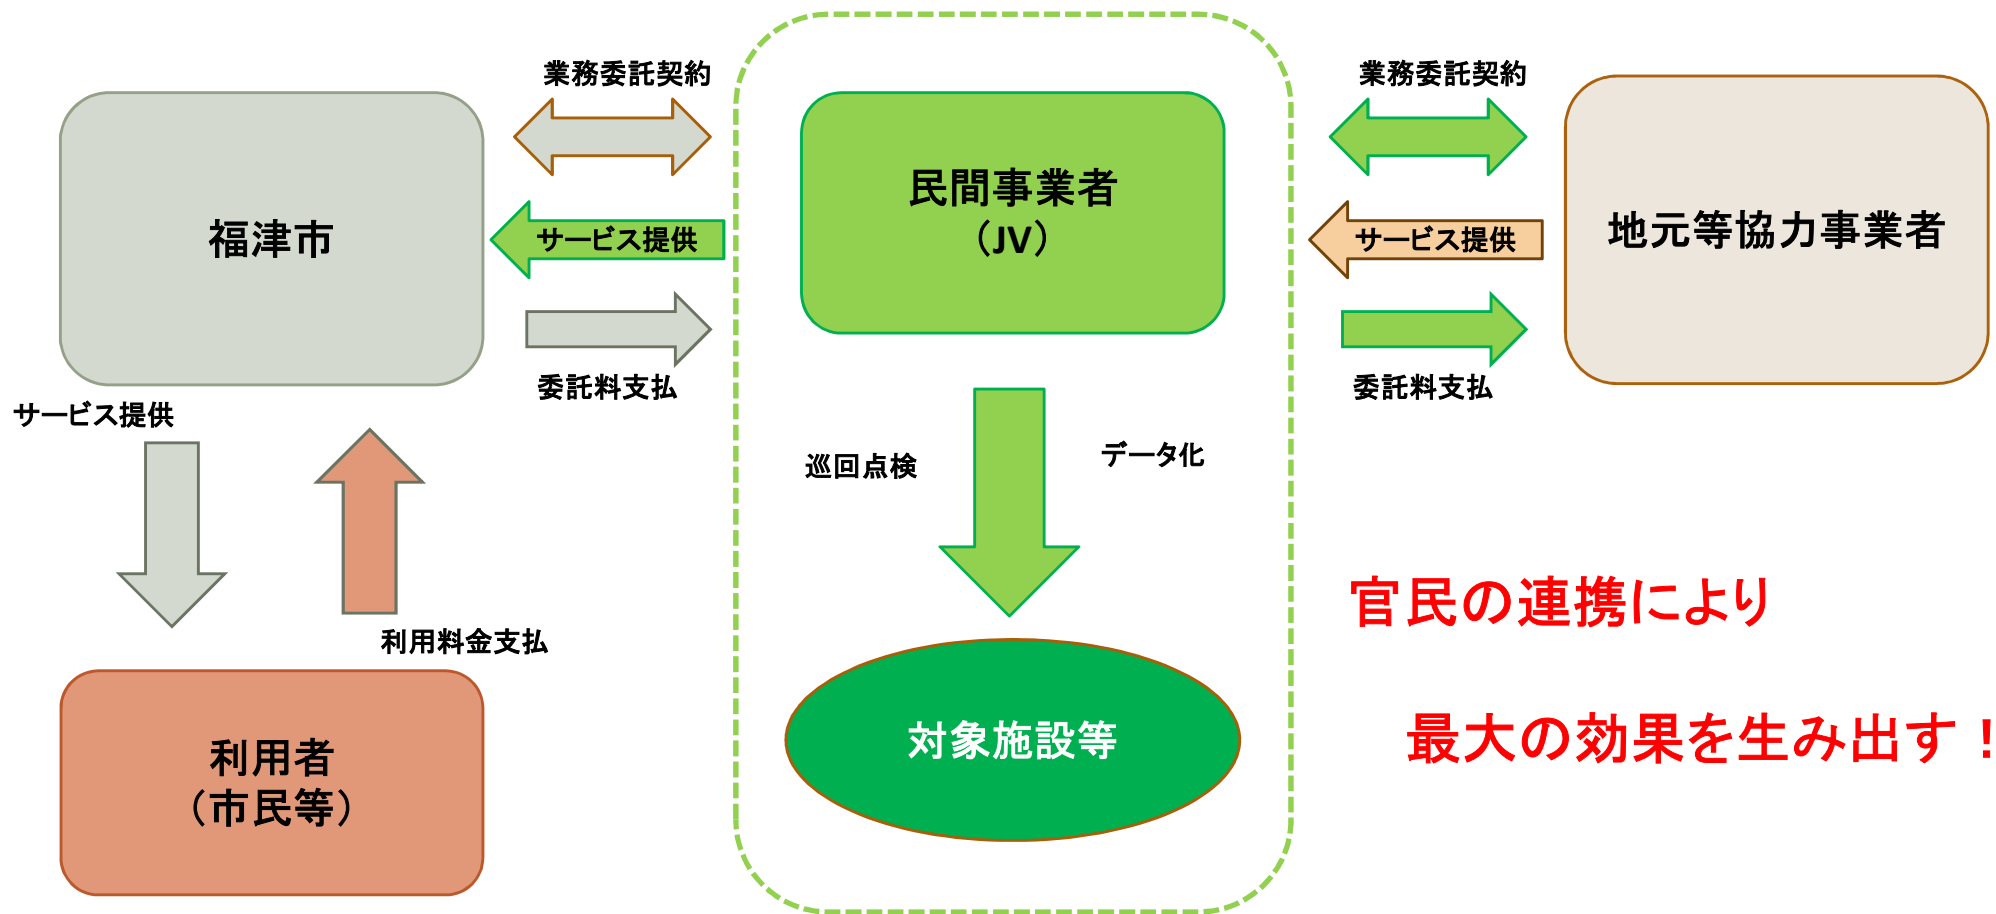 業務委託契約
業務委託契約
福津市
民間事業者
（JV）
地元等協力事業者
サービス提供
サービス提供
委託料支払
委託料支払
サービス提供
巡回点検
データ化
利用料金支払
官民の連携により
最大の効果を生み出す！
対象施設等
利用者
（市民等）